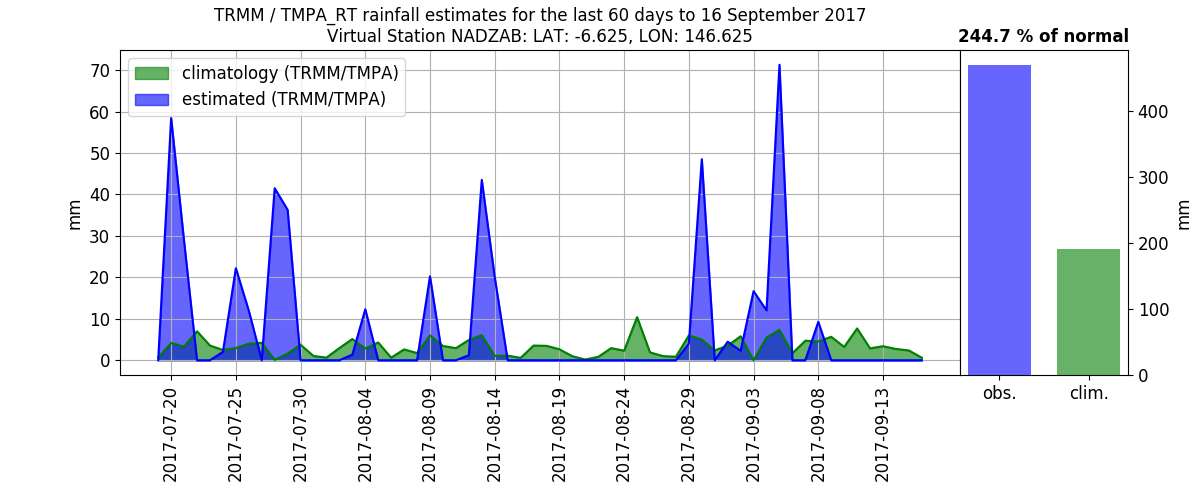 TRMM / TMPA_RT rainfall estimates for the last 60 days to 16 September 2017
Virtual Station NADZAB: LAT: -6.625, LON: 146.625
244.7 % of normal
climatology (TRMM/TMPA)
estimated (TRMM/TMPA)
mm
70
60
50
40
30
20
10
0
2017-07-20
2017-07-25
2017-07-30
2017-08-04
2017-08-09
2017-08-14
2017-08-19
2017-08-24
2017-08-29
2017-09-03
2017-09-08
2017-09-13
400
300
200
100
0
mm
obs.
clim.